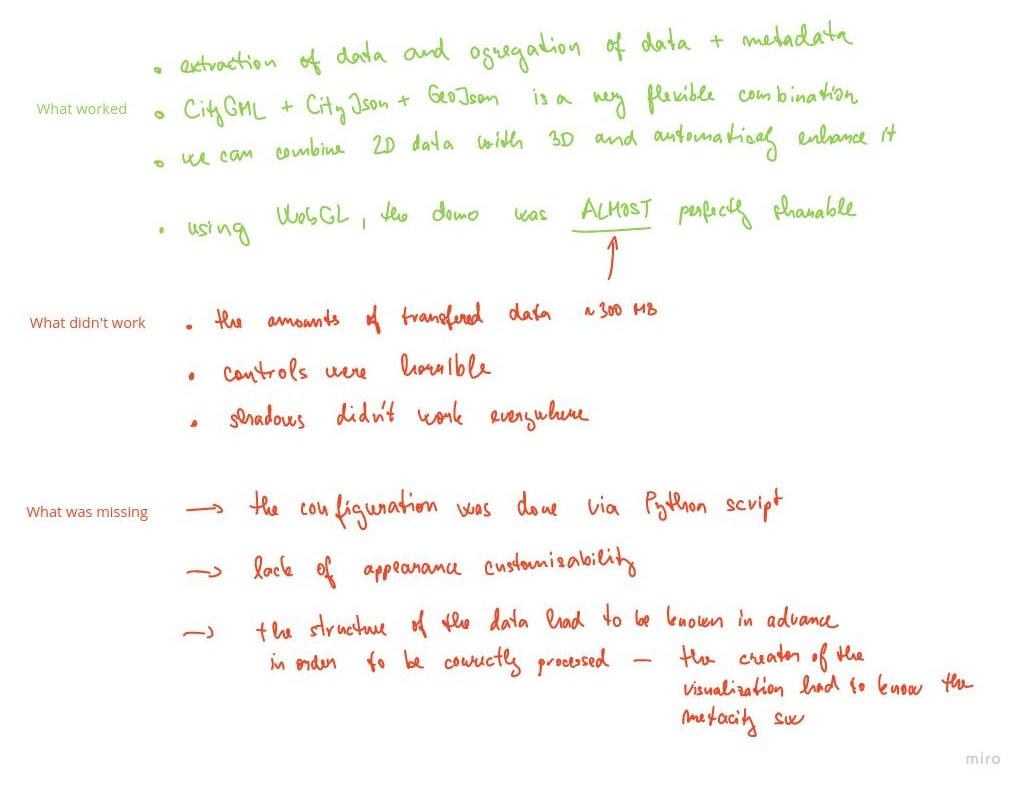 • extraction of data and agregation of data + metadata
What worked
• CityGML + CityJson + GeoJson is a very flexible combination
• we can combine 2D data with 3D and automaticaly enhance it
• using WebGL, the demo was ALMOST perfectly sharable
What didn't work
• the amounts of transfered data ~300 MB
• controls were horrible
• shadows didn't work everywhere
What was missing
→ the configuration was done via Python script
→ lack of appearance customisability
→ the structure of the data had to be known in advance
in order to be correctly processed — the creator of the
visualization had to know the
metacity sw
miro